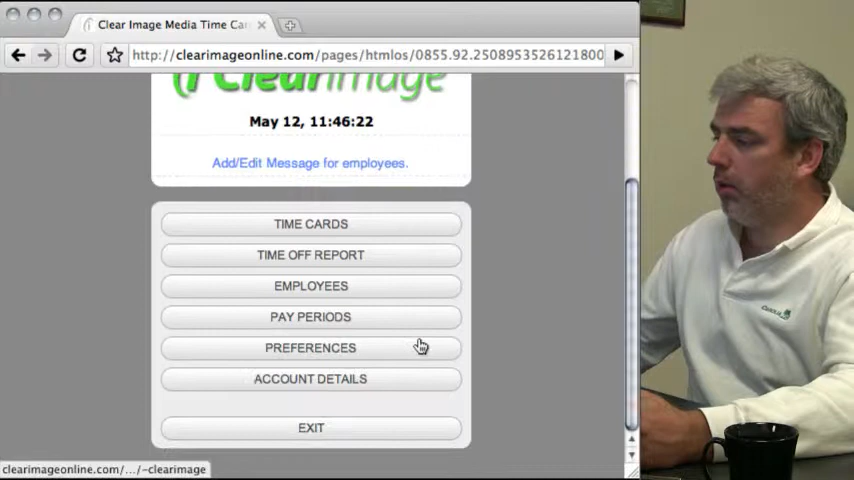 Clear Image Media Time Car
http://clearimageonline.com/pages/htmlos/0855.92.2508953526121800
ClearImage
May 12, 11:46:22
Add/Edit Message for employees.
TIME CARDS
TIME OFF REPORT
EMPLOYEES
PAY PERIODS
PREFERENCES
ACCOUNT DETAILS
EXIT
clearimageonline.com/.../-clearimage